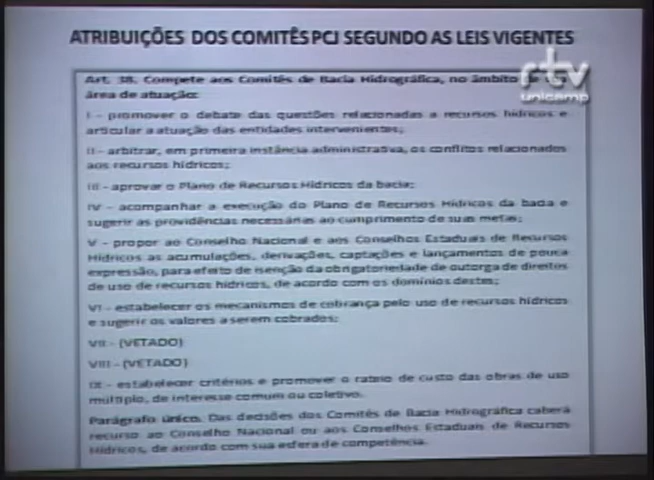 ATRIBUIÇÕES DOS COMITÊS PCJ SEGUNDO AS LEIS VIGENTES
rtv
unicamp
Art. 38. Compete aos Comitês de Bacia Hidrográfica, no âmbito de
área de atuação:
I - promover o debate das questões relacionadas a recursos hídricos e
articular a atuação das entidades intervenientes;
II - arbitrar, em primeira instância administrativa, os conflitos relacionados
aos recursos hídricos;
III - aprovar o Plano de Recursos Hídricos da bacia;
IV - acompanhar a execução do Plano de Recursos Hídricos da bacia e
sugerir as providências necessárias ao cumprimento de suas metas;
V - propor ao Conselho Nacional e aos Conselhos Estaduais de Recursos
Hídricos as acumulações, derivações, captações e lançamentos de pouca
expressão, para efeito de isenção da obrigatoriedade de outorga de direitos
de uso de recursos hídricos, de acordo com os domínios destes;
VI - estabelecer os mecanismos de cobrança pelo uso de recursos hídricos
e sugerir os valores a serem cobrados;
VII - (VETADO)
VIII - (VETADO)
IX - estabelecer critérios e promover o rateio de custo das obras de uso
múltiplo, de interesse comum ou coletivo.
Parágrafo único. Das decisões dos Comitês de Bacia Hidrográfica caberá
recurso ao Conselho Nacional ou aos Conselhos Estaduais de Recursos
Hídricos, de acordo com sua esfera de competência.